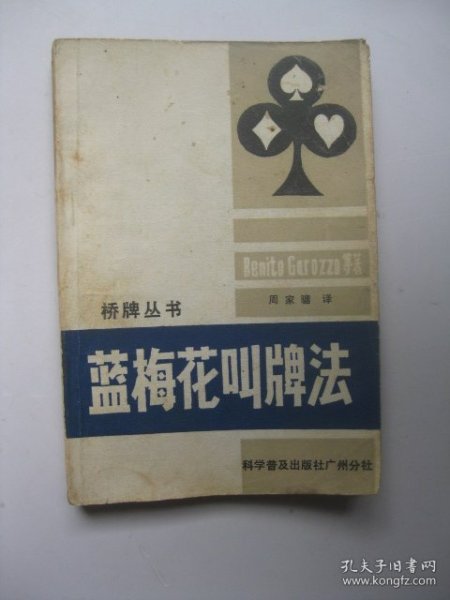 Benito Garozzo 等著
周家骝 译
桥牌丛书
蓝梅花叫牌法
科学普及出版社广州分社
孔夫子旧书网
www.kongfz.com